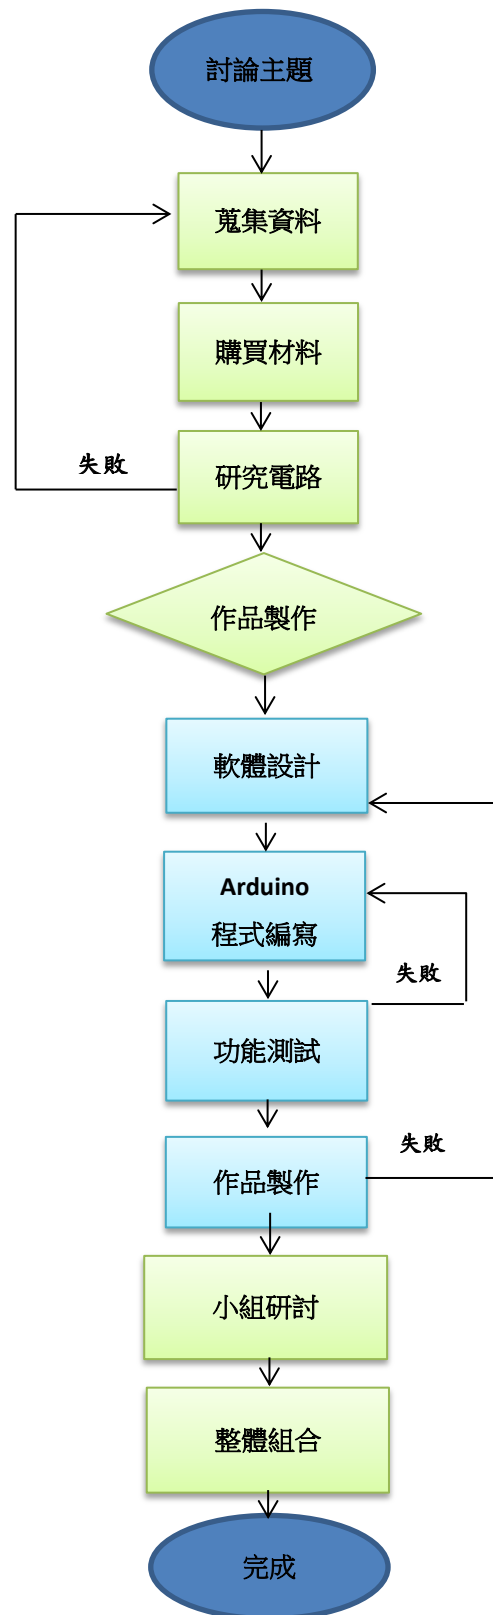 討論主題
蒐集資料
購買材料
失敗
研究電路
作品製作
軟體設計
Arduino
程式編寫
失敗
功能測試
失敗
作品製作
小組研討
整體組合
完成